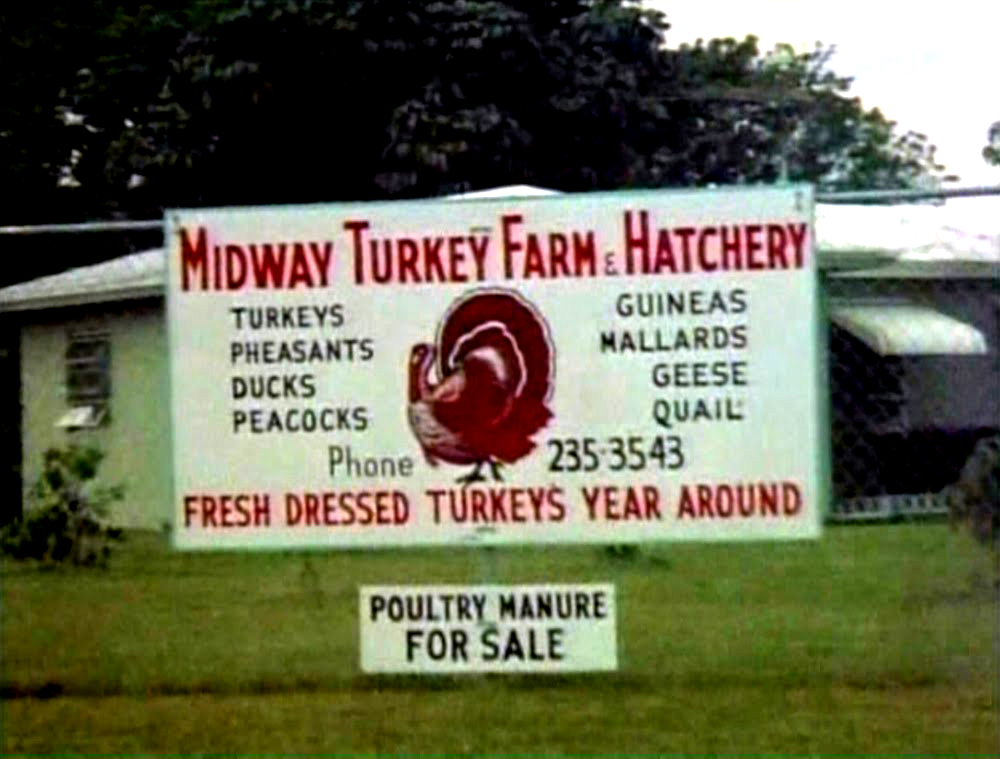 MIDWAY TURKEY FARM & HATCHERY
TURKEYS
PHEASANTS
DUCKS
PEACOCKS
GUINEAS
MALLARDS
GEESE
QUAIL
Phone 235-3543
FRESH DRESSED TURKEYS YEAR AROUND
POULTRY MANURE
FOR SALE